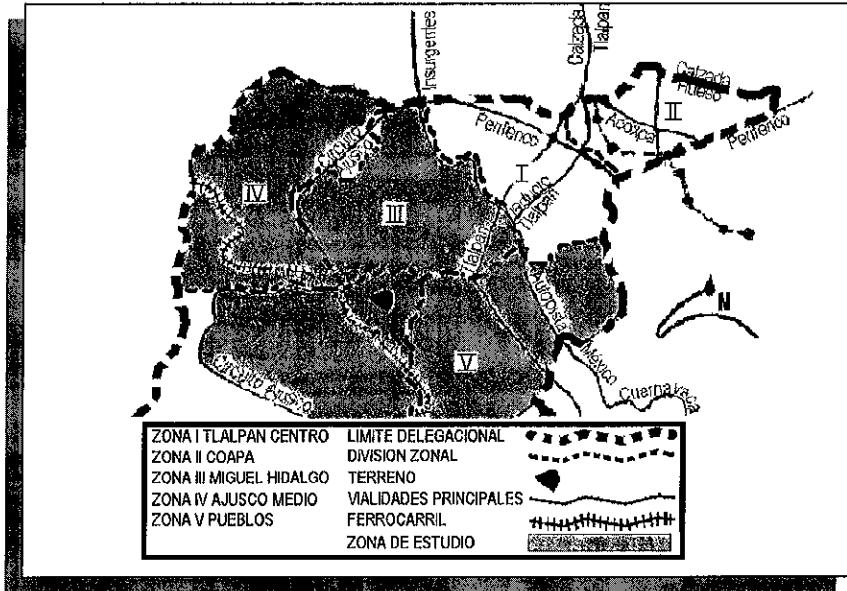 Insurgentes
Calzada
Tlalpan
Calzada
Hueso
Periferico
Acoxpa
II
Periferico
I
Circuito
Ajusco
Viaducto
Tlalpan
IV
III
Tlalpan
Autopista
N
V
México
Cuernavaca
Circuito Ajusco
ZONA I TLALPAN CENTRO
ZONA II COAPA
ZONA III MIGUEL HIDALGO
ZONA IV AJUSCO MEDIO
ZONA V PUEBLOS
LIMITE DELEGACIONAL
DIVISION ZONAL
TERRENO
VIALIDADES PRINCIPALES
FERROCARRIL
ZONA DE ESTUDIO